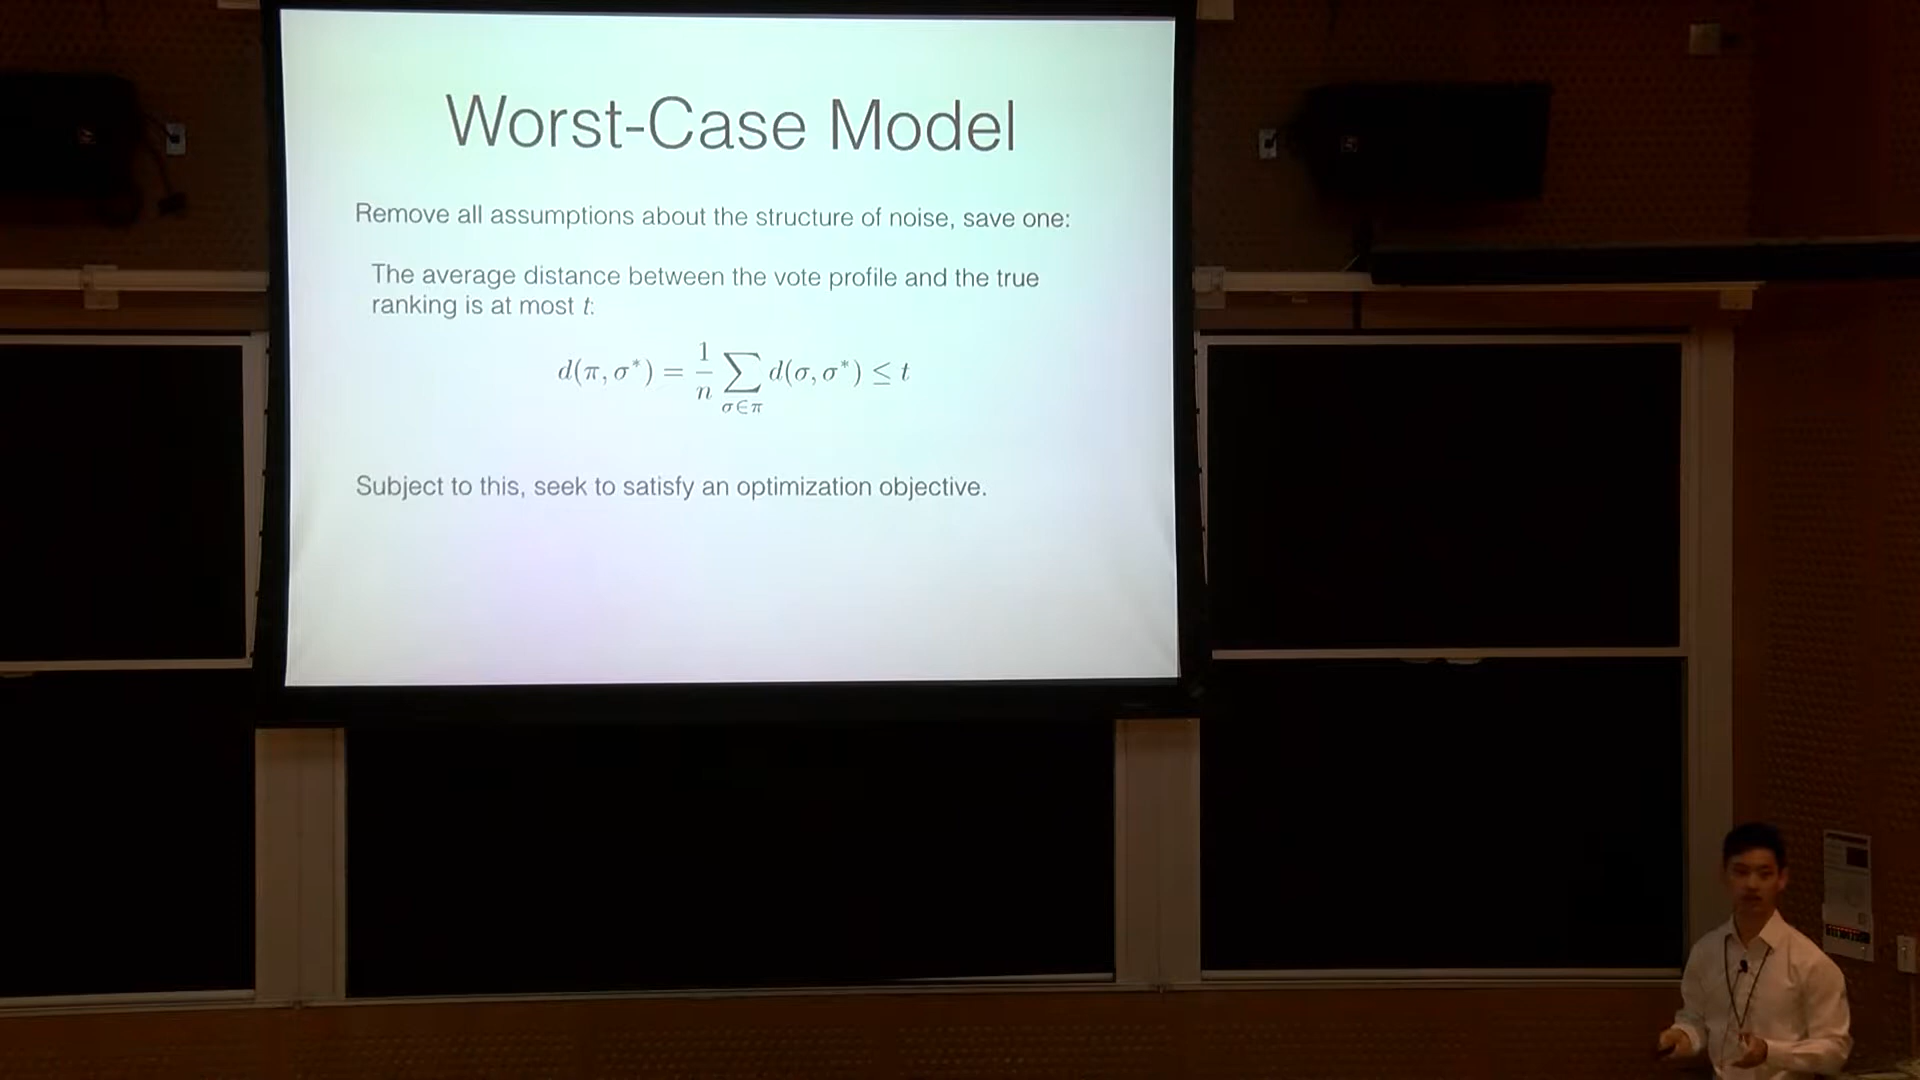 Worst-Case Model
Remove all assumptions about the structure of noise, save one:
The average distance between the vote profile and the true
ranking is at most t:
d(π, σ*) = 1/n ∑_{σ∈π} d(σ, σ*) ≤ t
Subject to this, seek to satisfy an optimization objective.